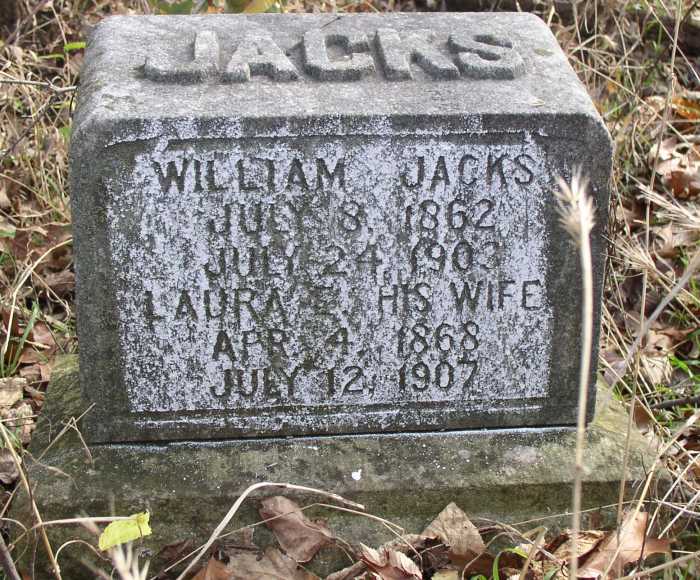 JACKS
WILLIAM JACKS
JULY 8, 1862
JULY 24, 1903
LAURA E. HIS WIFE
APR. 4, 1868
JULY 12, 1907